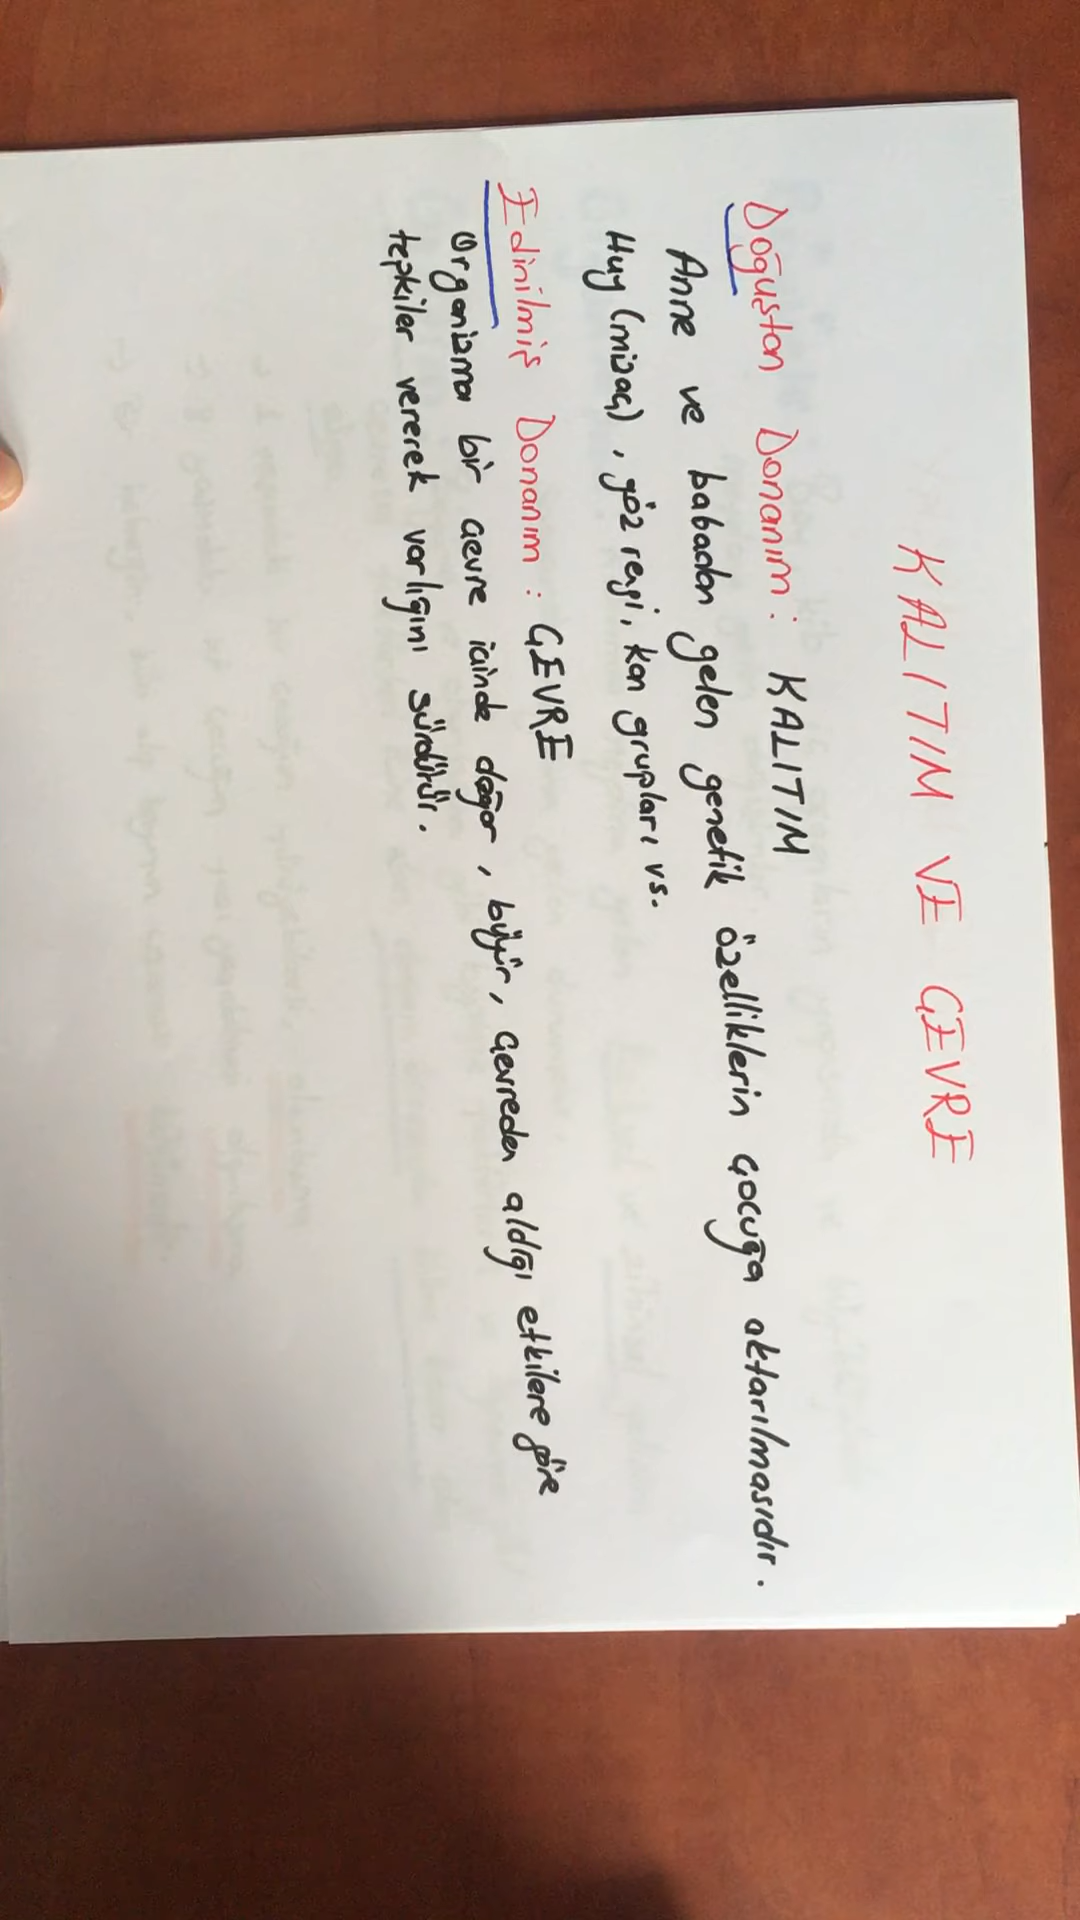 KALITIM VE ÇEVRE
Doğuştan Donanım: KALITIM
Anne ve babadan gelen genetik özelliklerin çocuğa aktarılmasıdır.
Huy (mizaç), göz rengi, kan grupları vs.
Edinilmiş Donanım: ÇEVRE
Organizma bir çevre içinde doğar, büyür, çevreden aldığı etkilere göre
tepkiler vererek varlığını sürdürür.